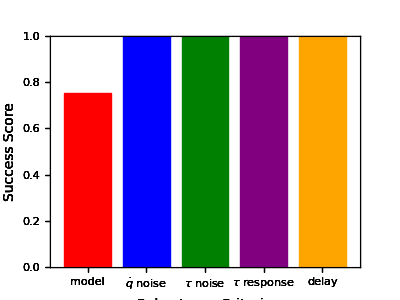 1.0
0.8
0.6
0.4
0.2
0.0
Success Score
model
q̇ noise
τ noise
τ response
delay